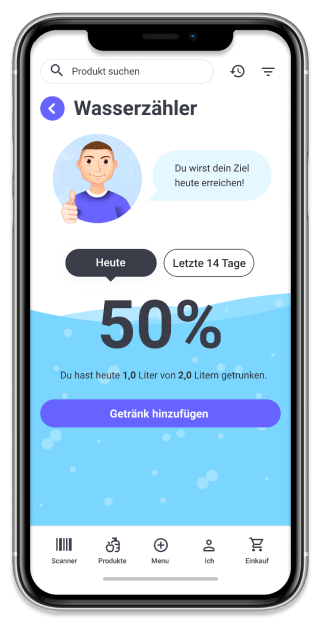 Produkt suchen
Wasserzähler
Du wirst dein Ziel
heute erreichen!
Heute
Letzte 14 Tage
50%
Du hast heute 1,0 Liter von 2,0 Litern getrunken.
Getränk hinzufügen
Scanner
Produkte
Menu
Ich
Einkauf